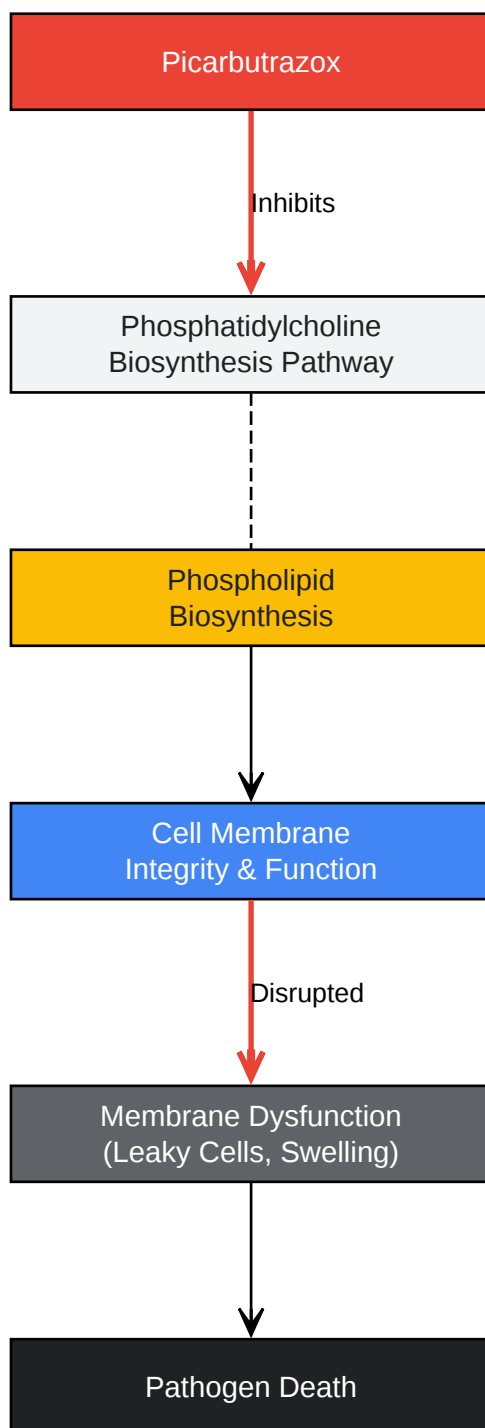 Picarbutrazox
Inhibits
Phosphatidylcholine
Biosynthesis Pathway
Phospholipid
Biosynthesis
Cell Membrane
Integrity & Function
Disrupted
Membrane Dysfunction
(Leaky Cells, Swelling)
Pathogen Death